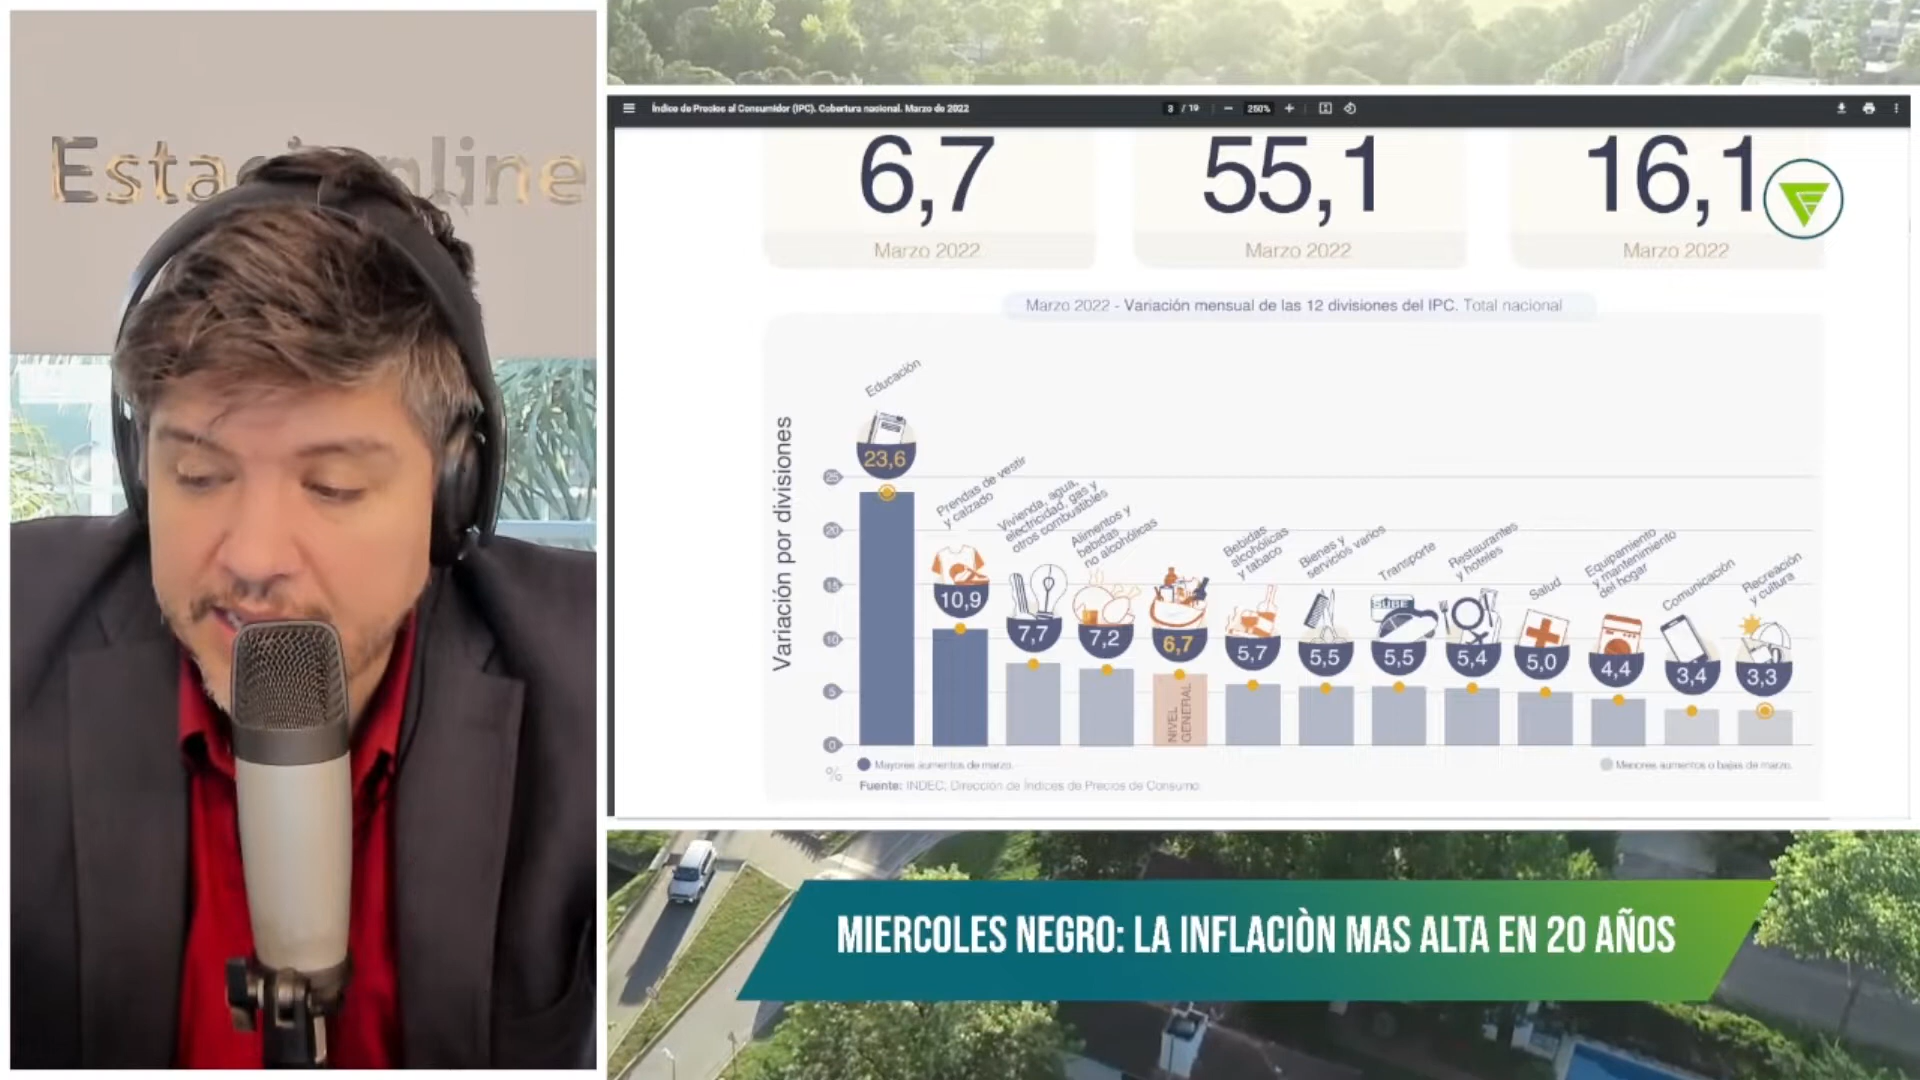 Índice de Precios al Consumidor (IPC). Cobertura nacional. Marzo de 2022
3 / 19
250%
6,7
55,1
16,1
Marzo 2022
Marzo 2022
Marzo 2022
Marzo 2022 - Variación mensual de las 12 divisiones del IPC. Total nacional
Variación por divisiones
25
20
15
10
5
0
%
Educación
23,6
Prendas de vestir
y calzado
10,9
Vivienda, agua,
electricidad, gas y
otros combustibles
7,7
Alimentos y
bebidas
no alcohólicas
7,2
6,7
NIVEL
GENERAL
Bebidas
alcohólicas
y tabaco
5,7
Bienes y
servicios varios
5,5
Transporte
SUBE
5,5
Restaurantes
y hoteles
5,4
Salud
5,0
Equipamiento
y mantenimiento
del hogar
4,4
Comunicación
3,4
Recreación
y cultura
3,3
Mayores aumentos de marzo.
Menores aumentos o bajas de marzo.
Fuente: INDEC, Dirección de Índices de Precios de Consumo.
MIERCOLES NEGRO: LA INFLACIÒN MAS ALTA EN 20 AÑOS